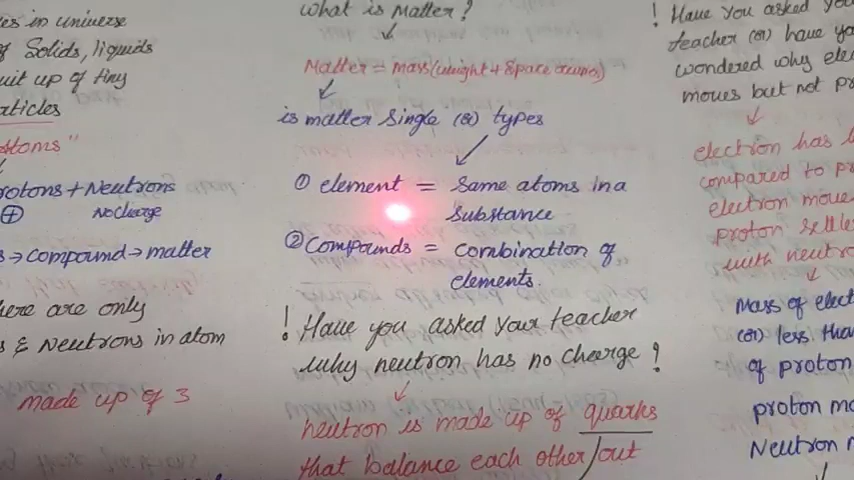 es in universe
of Solids, liquids
uit up of tiny
articles
atoms"
rotons + Neutrons
⊕ No charge
s → compound → matter
here are only
s & Neutrons in atom
made up of 3
What is Matter?
Matter = mass(weight + space
is matter single (or) types
① element = same atoms in a
substance
② Compounds = combination of
elements.
! Have you asked your teacher
why neutron has no charge ?
neutron is made up of quarks
that balance each other/out
! Have you asked you
teacher (or) have yo
wondered why ele
moves but not pr
electron has l
compared to p
electron move
proton settle
with neutro
Mass of elect
(or) less tha
of proton
proton mo
Neutron m